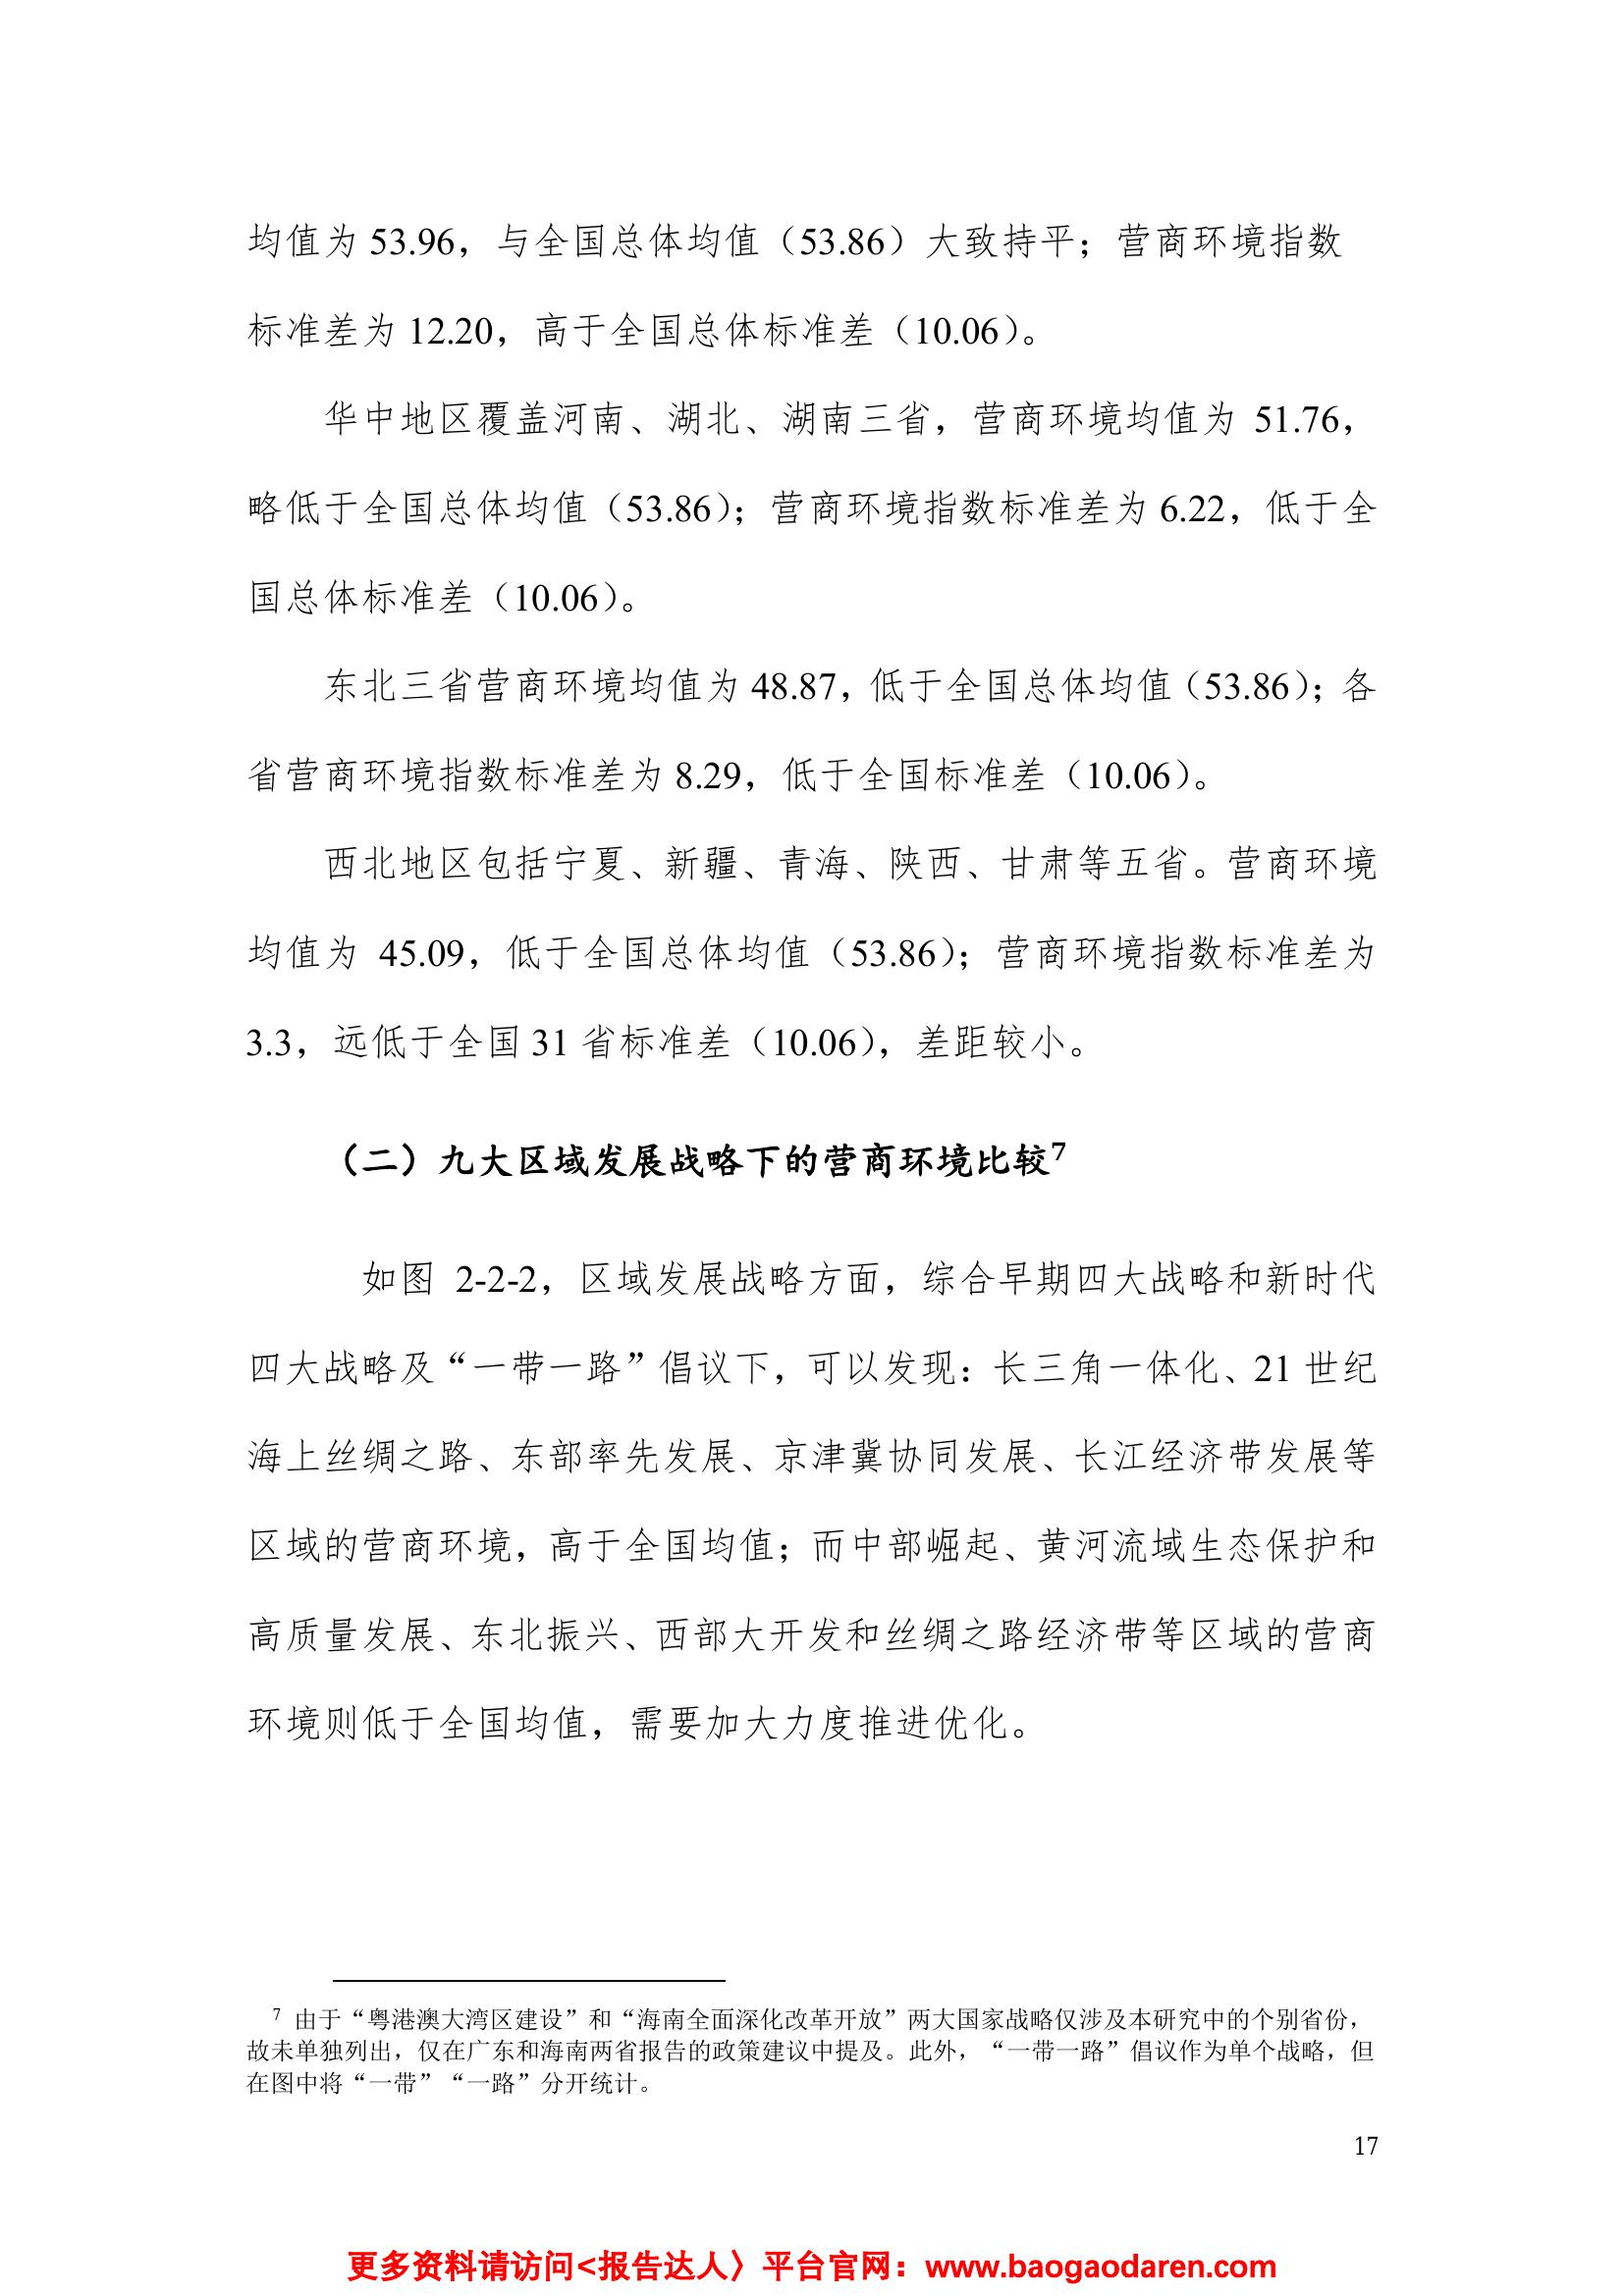 均值为 53.96，与全国总体均值（53.86）大致持平；营商环境指数
标准差为 12.20，高于全国总体标准差（10.06）。
华中地区覆盖河南、湖北、湖南三省，营商环境均值为 51.76，
略低于全国总体均值（53.86）；营商环境指数标准差为 6.22，低于全
国总体标准差（10.06）。
东北三省营商环境均值为 48.87，低于全国总体均值（53.86）；各
省营商环境指数标准差为 8.29，低于全国标准差（10.06）。
西北地区包括宁夏、新疆、青海、陕西、甘肃等五省。营商环境
均值为 45.09，低于全国总体均值（53.86）；营商环境指数标准差为
3.3，远低于全国 31 省标准差（10.06），差距较小。
（二）九大区域发展战略下的营商环境比较7
如图 2-2-2，区域发展战略方面，综合早期四大战略和新时代
四大战略及“一带一路”倡议下，可以发现：长三角一体化、21 世纪
海上丝绸之路、东部率先发展、京津冀协同发展、长江经济带发展等
区域的营商环境，高于全国均值；而中部崛起、黄河流域生态保护和
高质量发展、东北振兴、西部大开发和丝绸之路经济带等区域的营商
环境则低于全国均值，需要加大力度推进优化。
7 由于“粤港澳大湾区建设”和“海南全面深化改革开放”两大国家战略仅涉及本研究中的个别省份，
故未单独列出，仅在广东和海南两省报告的政策建议中提及。此外，“一带一路”倡议作为单个战略，但
在图中将“一带”“一路”分开统计。
17
更多资料请访问<报告达人〉平台官网：www.baogaodaren.com